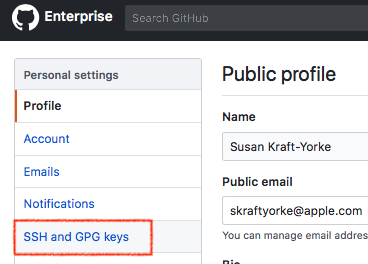 Enterprise
Search GitHub
Personal settings
Profile
Account
Emails
Notifications
SSH and GPG keys
Public profile
Name
Susan Kraft-Yorke
Public email
skraftyorke@apple.com
You can manage email addres
Bio